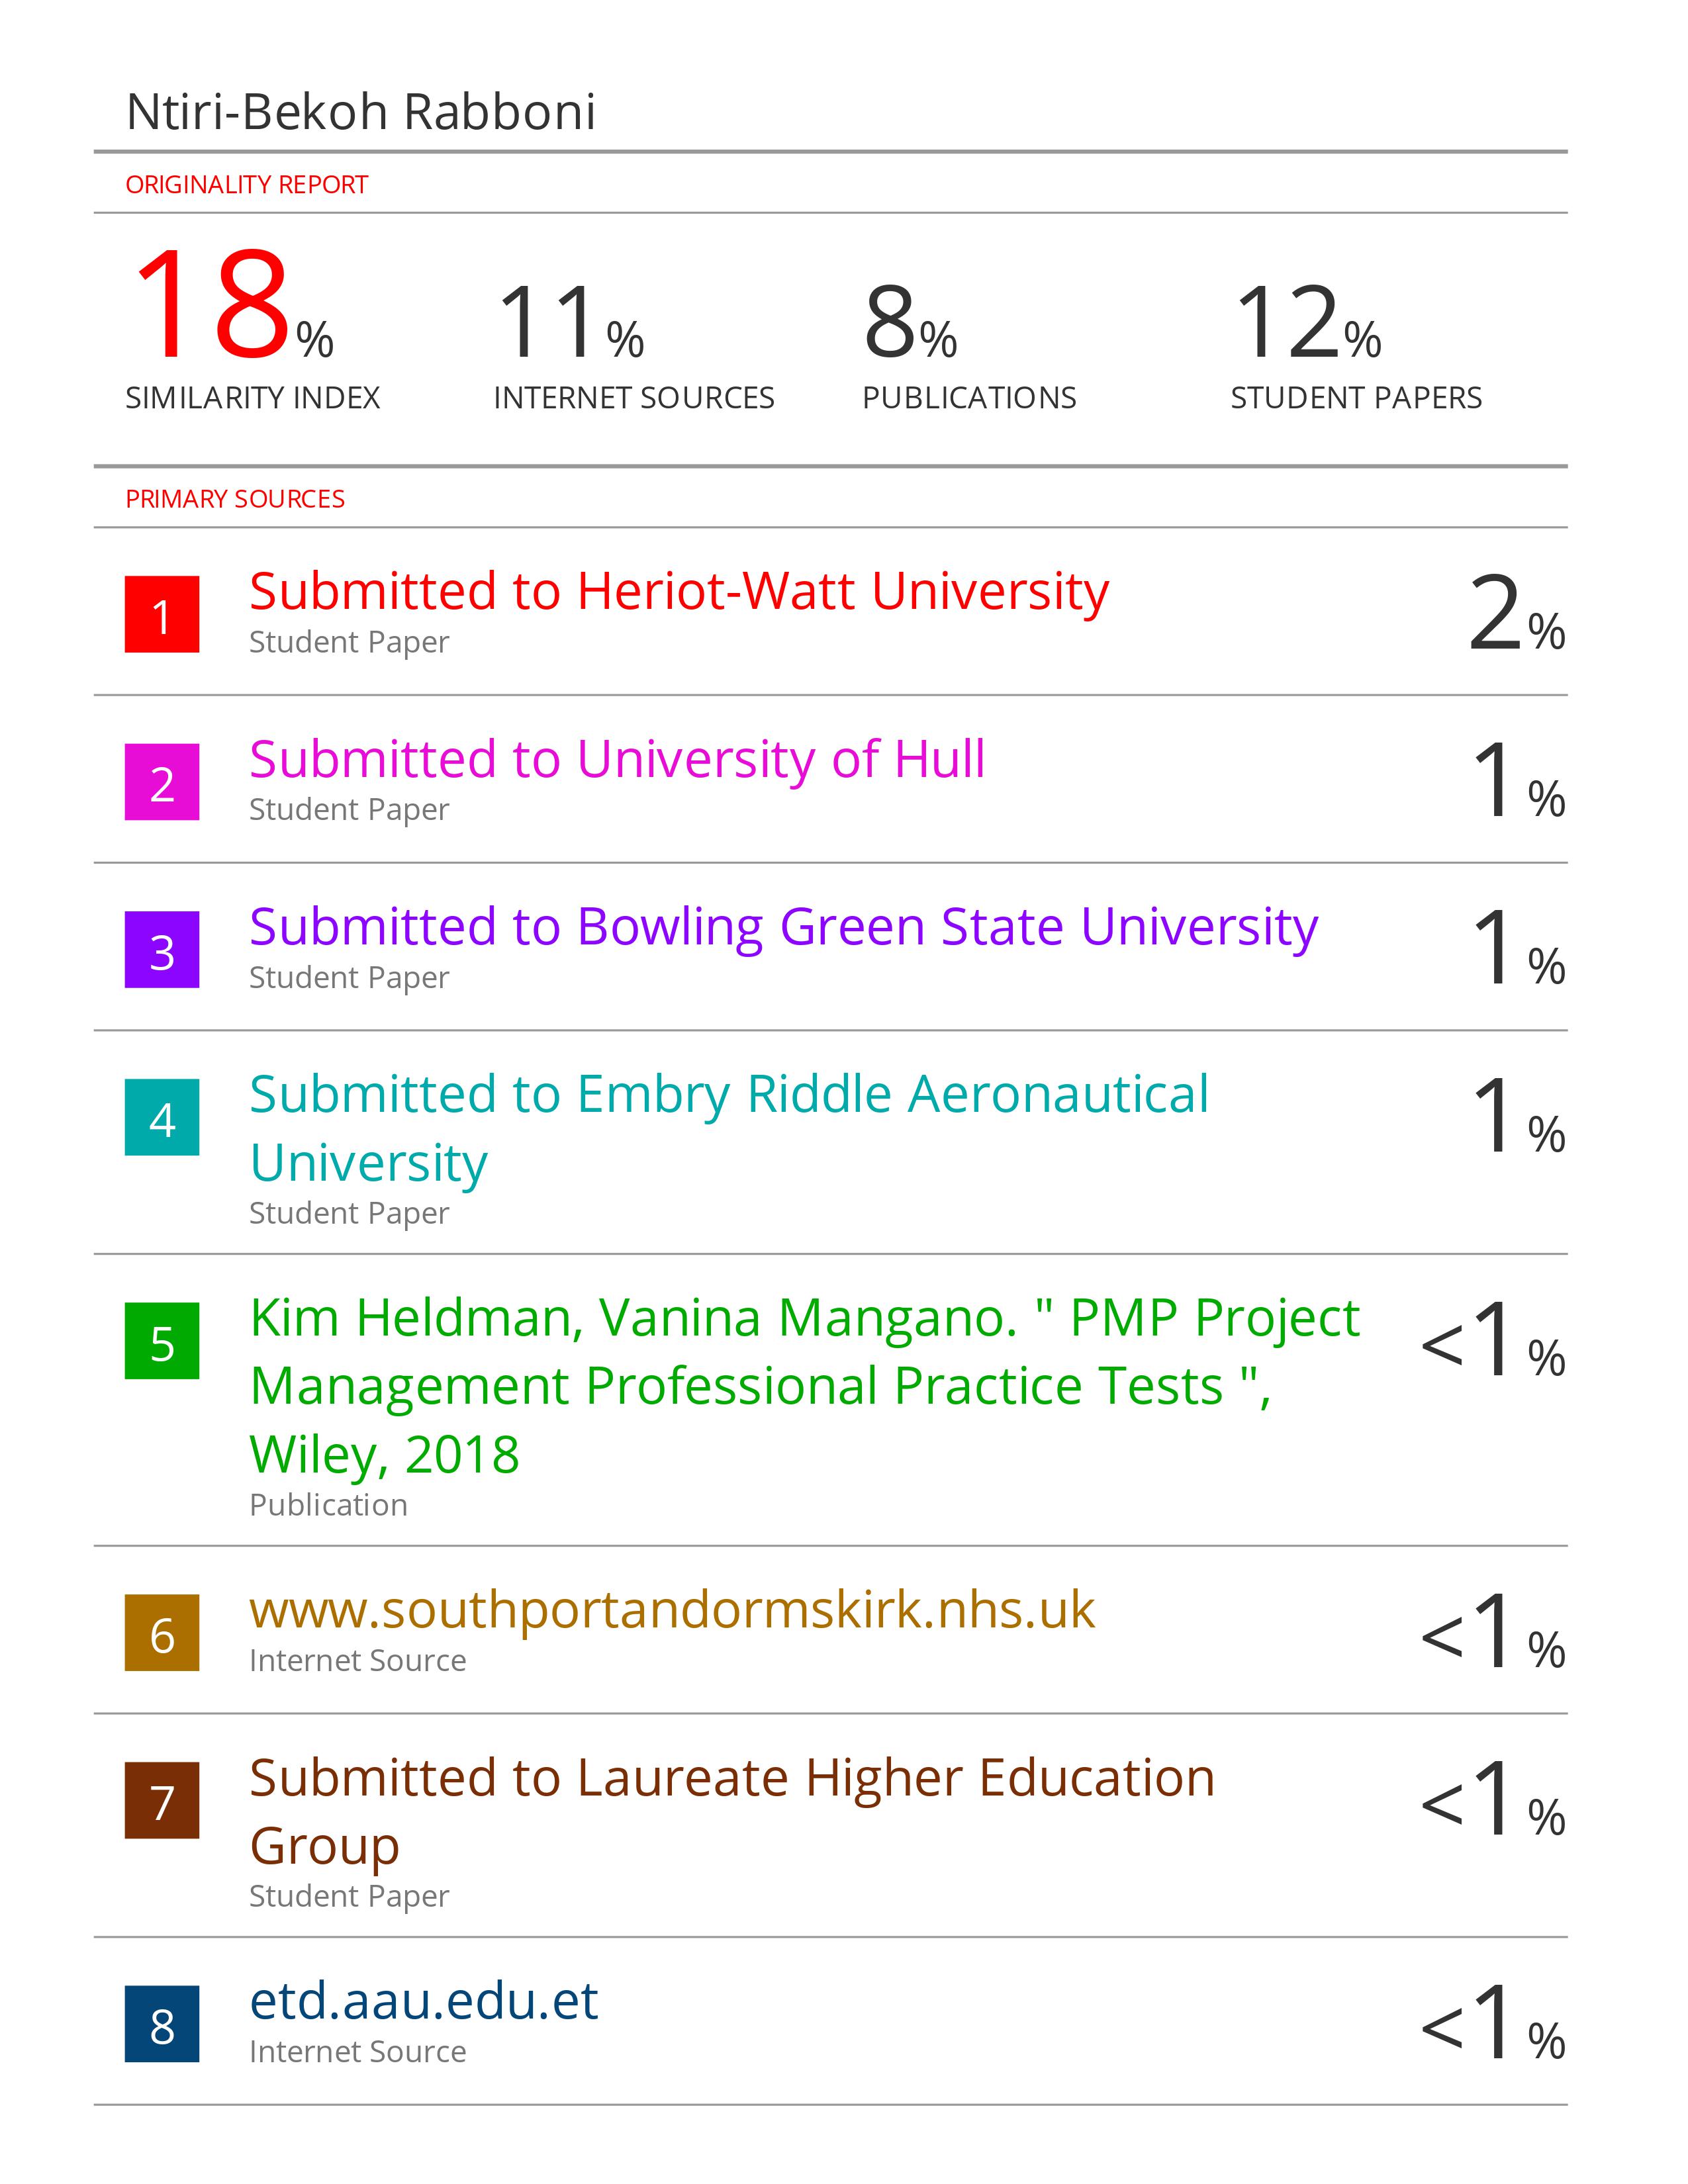 Ntiri-Bekoh Rabboni
ORIGINALITY REPORT
18% 11% 8% 12%
SIMILARITY INDEX INTERNET SOURCES PUBLICATIONS STUDENT PAPERS
PRIMARY SOURCES
1 Submitted to Heriot-Watt University 2%
Student Paper
2 Submitted to University of Hull 1%
Student Paper
3 Submitted to Bowling Green State University 1%
Student Paper
4 Submitted to Embry Riddle Aeronautical 1%
University
Student Paper
5 Kim Heldman, Vanina Mangano. " PMP Project <1%
Management Professional Practice Tests ",
Wiley, 2018
Publication
6 www.southportandormskirk.nhs.uk <1%
Internet Source
7 Submitted to Laureate Higher Education <1%
Group
Student Paper
8 etd.aau.edu.et <1%
Internet Source